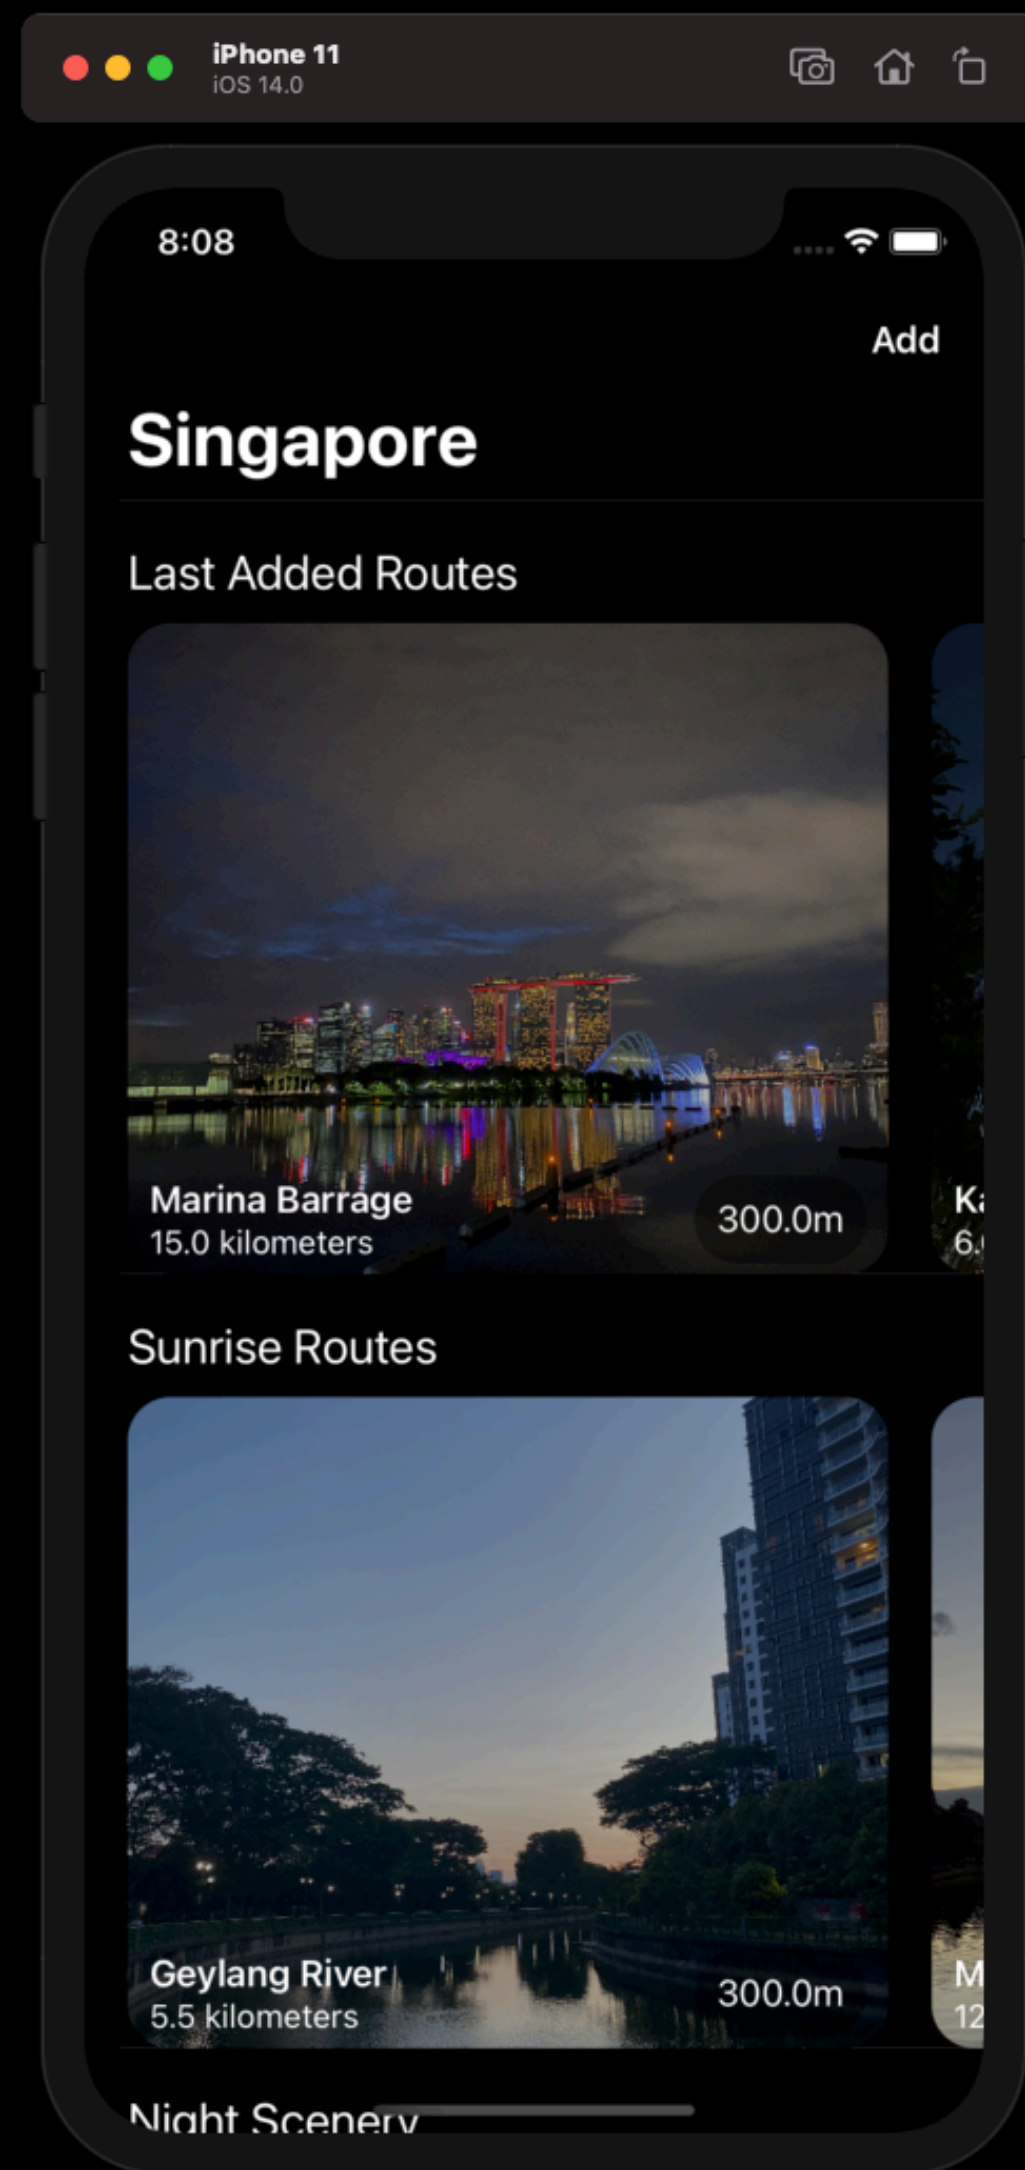 iPhone 11
iOS 14.0
8:08
Add
Singapore
Last Added Routes
Marina Barrage
15.0 kilometers
300.0m
Sunrise Routes
Geylang River
5.5 kilometers
300.0m
12
Night Scenery